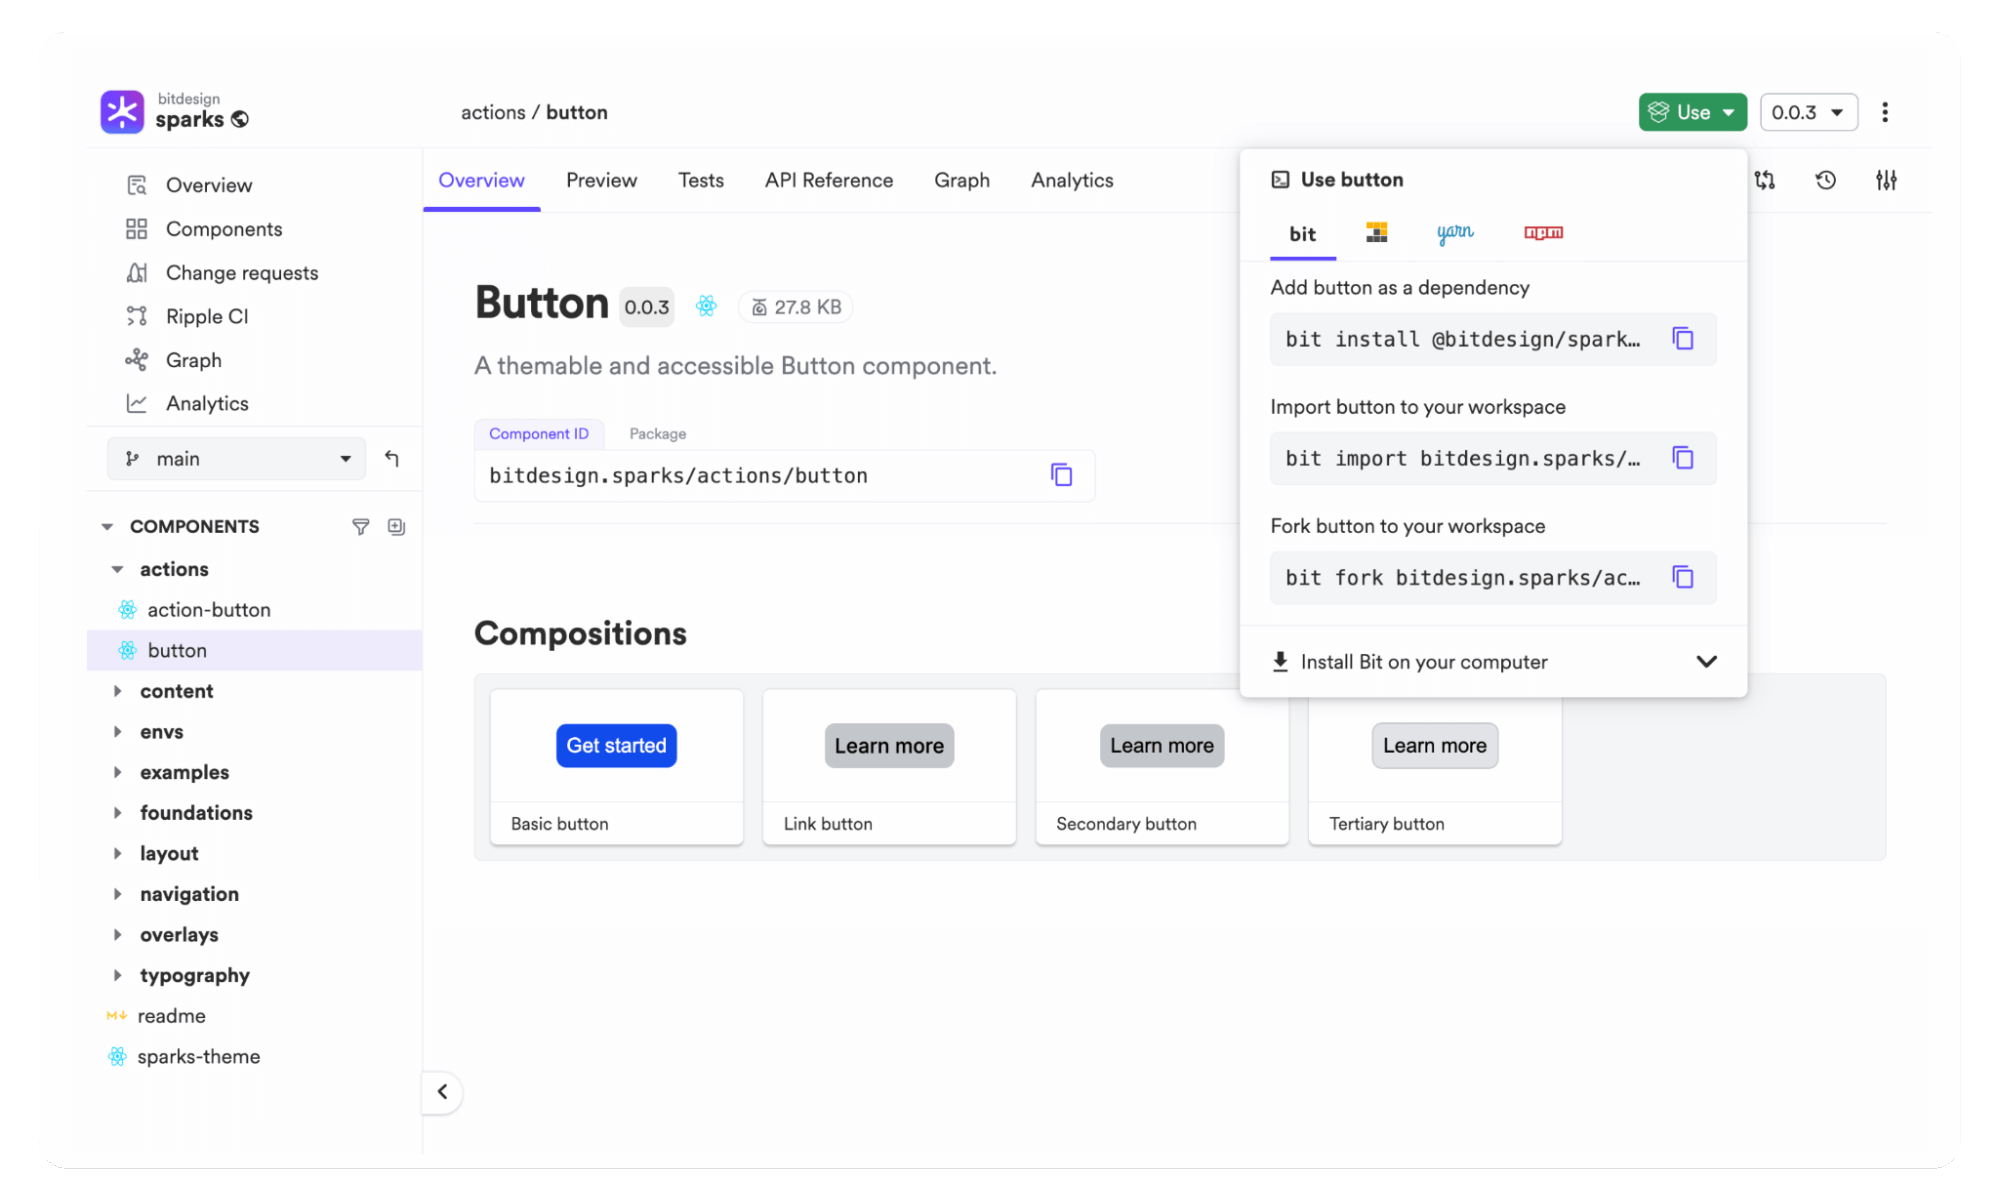 bitdesign
sparks
actions / button
Use
0.0.3
Overview
Components
Change requests
Ripple CI
Graph
Analytics
main
COMPONENTS
actions
action-button
button
content
envs
examples
foundations
layout
navigation
overlays
typography
M↓ readme
sparks-theme
Overview
Preview
Tests
API Reference
Graph
Analytics
Button 0.0.3 27.8 KB
A themable and accessible Button component.
Component ID
Package
bitdesign.sparks/actions/button
Compositions
Get started
Basic button
Learn more
Link button
Learn more
Secondary button
Learn more
Tertiary button
Use button
bit
yarn
npm
Add button as a dependency
bit install @bitdesign/spark…
Import button to your workspace
bit import bitdesign.sparks/…
Fork button to your workspace
bit fork bitdesign.sparks/ac…
Install Bit on your computer